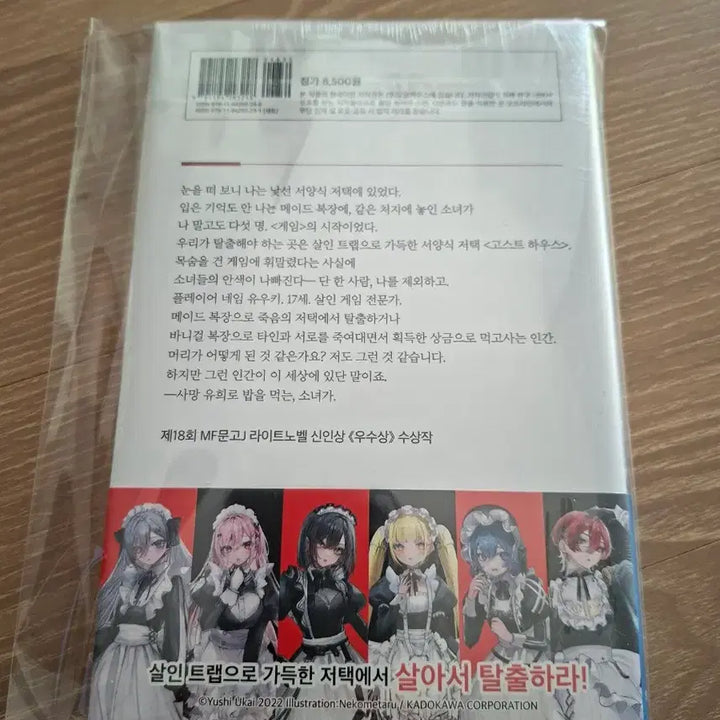 정가 8,500원
눈을 떠 보니 나는 낯선 서양식 저택에 있었다.
입은 기억도 안 나는 메이드 복장에, 같은 처지에 놓인 소녀가
나 말고도 다섯 명. <게임>의 시작이었다.
우리가 탈출해야 하는 곳은 살인 트랩으로 가득한 서양식 저택 <고스트 하우스>.
목숨을 건 게임에 휘말렸다는 사실에
소녀들의 안색이 나빠진다— 단 한 사람, 나를 제외하고.
플레이어 네임 유우키. 17세. 살인 게임 전문가.
메이드 복장으로 죽음의 저택에서 탈출하거나
바니걸 복장으로 타인과 서로를 죽여대면서 획득한 상금으로 먹고사는 인간.
머리가 어떻게 된 것 같은가요? 저도 그런 것 같습니다.
하지만 그런 인간이 이 세상에 있단 말이죠.
—사망 유희로 밥을 먹는, 소녀가.
제18회 MF문고J 라이트노벨 신인상 《우수상》 수상작
살인 트랩으로 가득한 저택에서 살아서 탈출하라!
©Yushi Ukai 2022 Illustration:Nekometaru / KADOKAWA CORPORATION